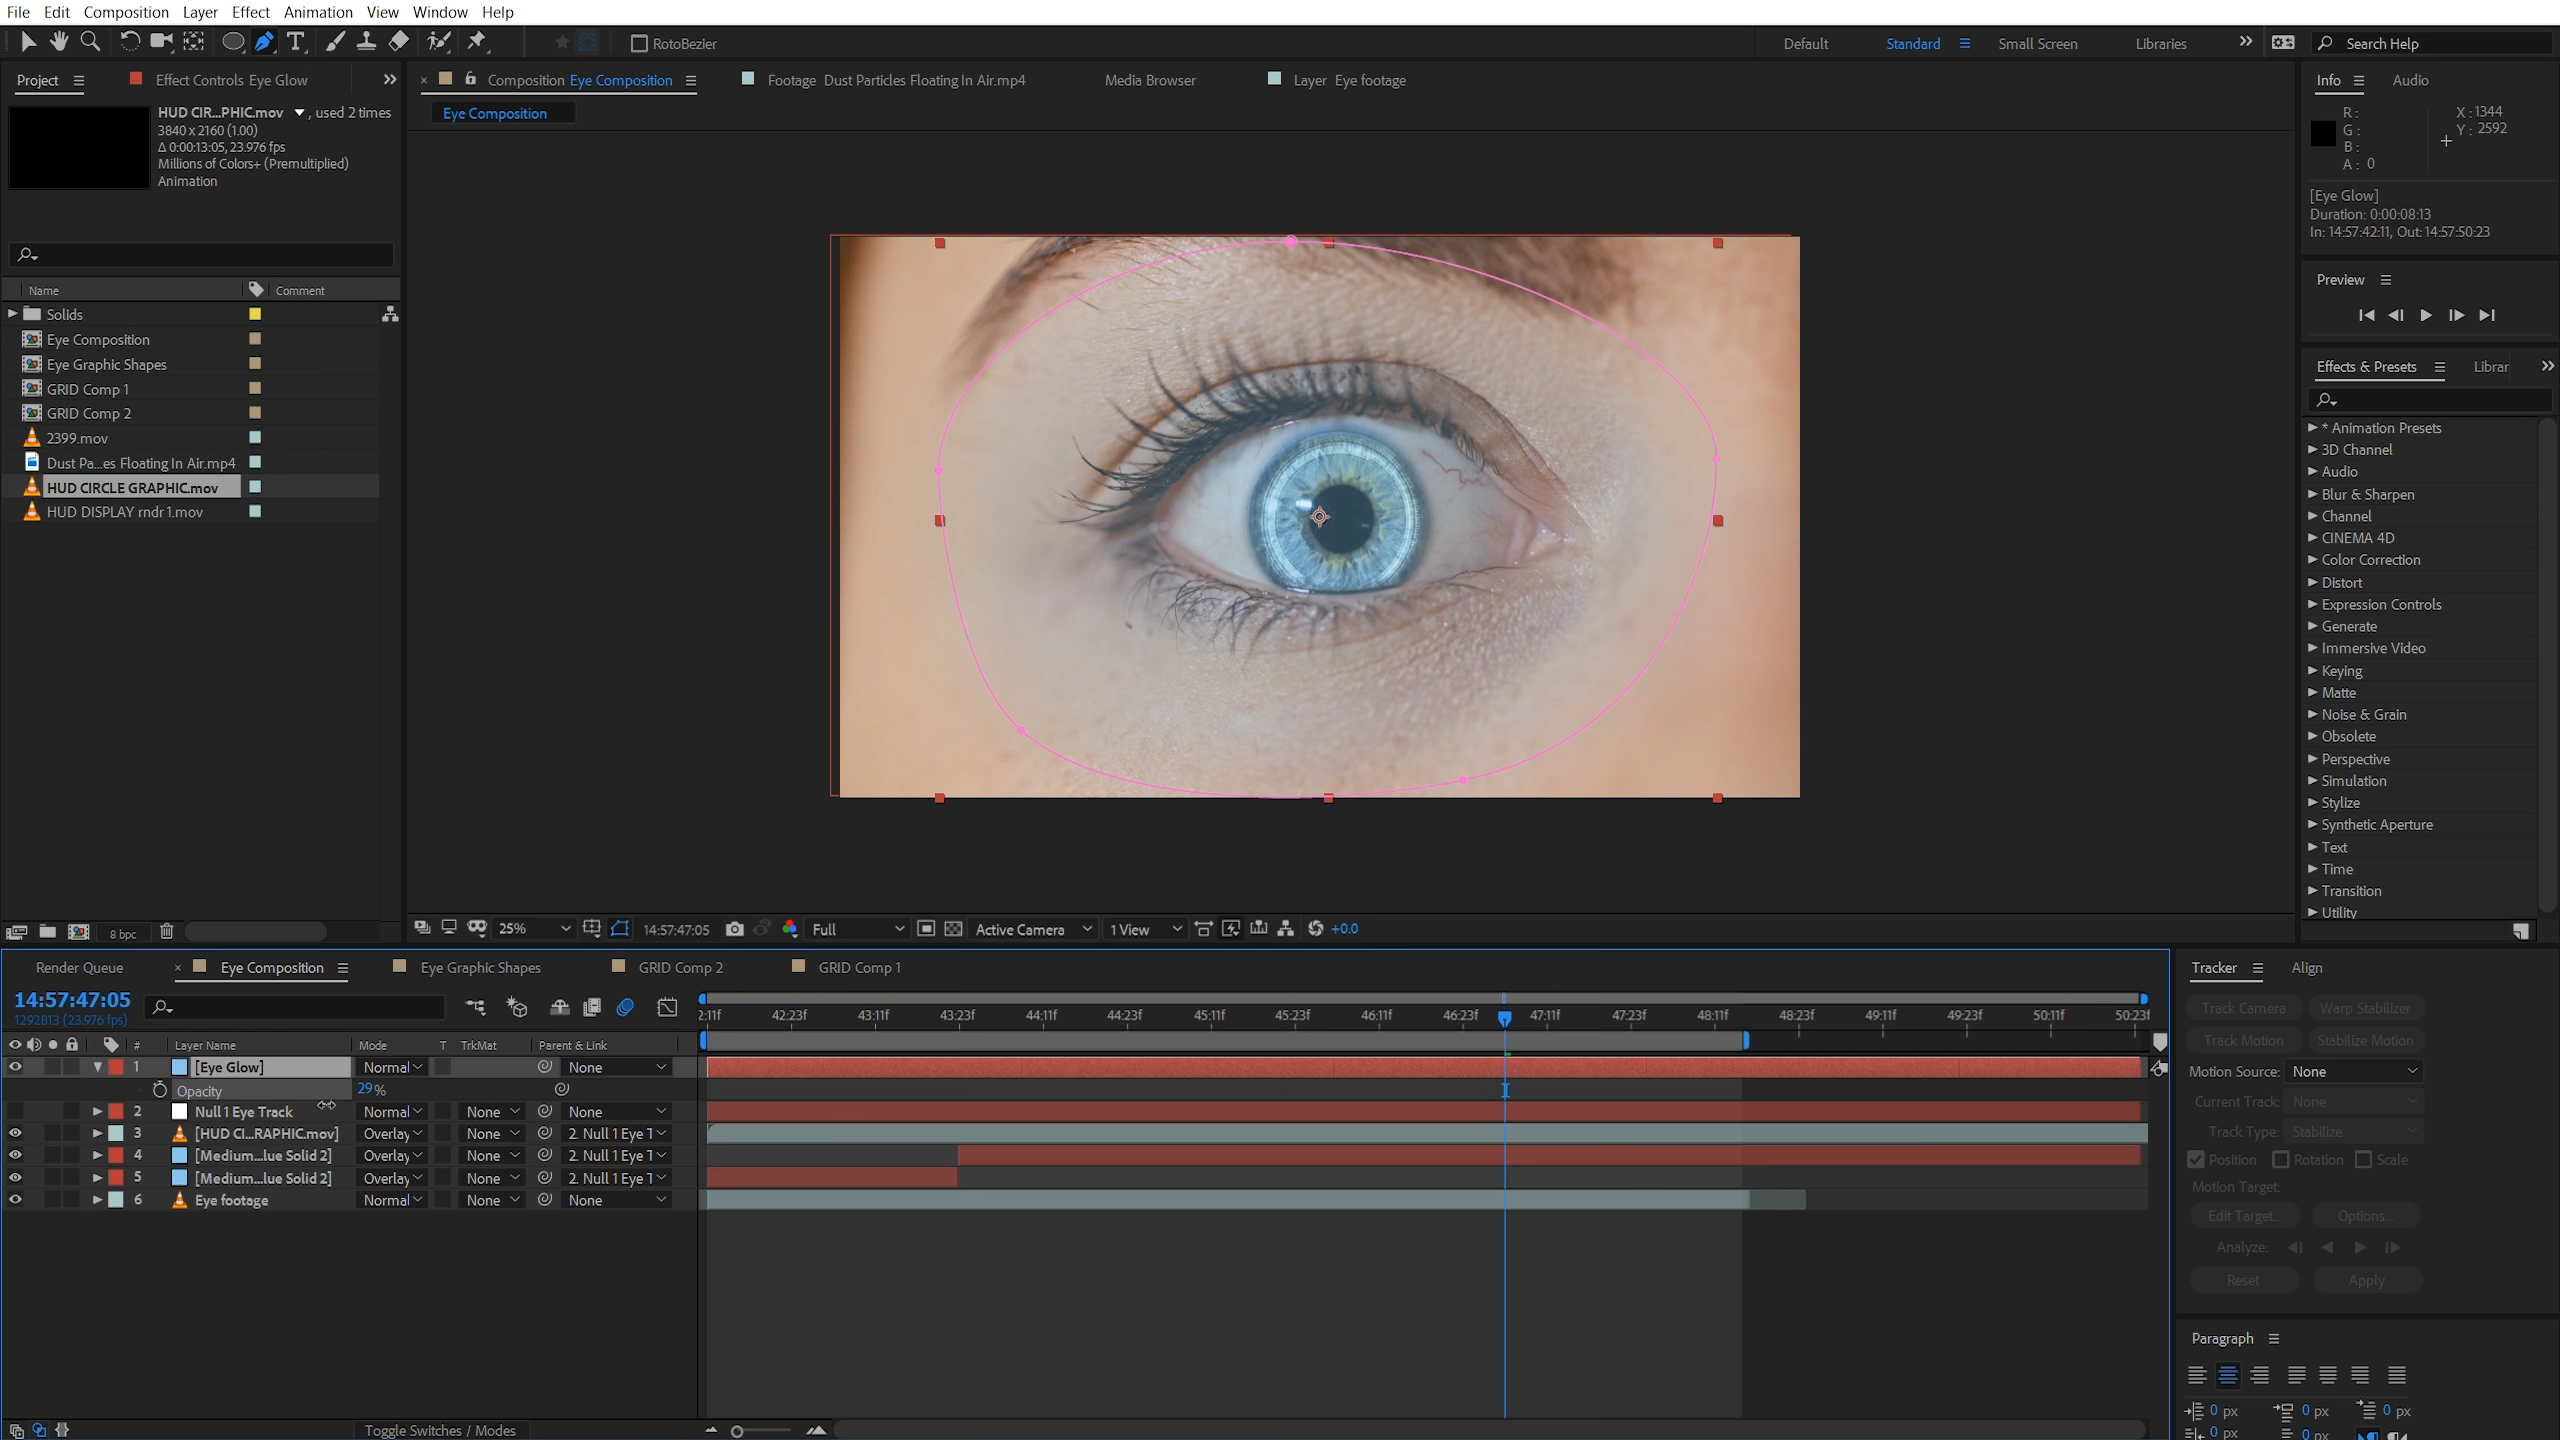 File Edit Composition Layer Effect Animation View Window Help
RotoBezier
Default Standard Small Screen Libraries Search Help
Project Effect Controls Eye Glow
HUD CIR...PHIC.mov , used 2 times
3840 x 2160 (1.00)
Δ 0:00:13:05, 23.976 fps
Millions of Colors+ (Premultiplied)
Animation
Name Comment
Solids
Eye Composition
Eye Graphic Shapes
GRID Comp 1
GRID Comp 2
2399.mov
Dust Pa...es Floating In Air.mp4
HUD CIRCLE GRAPHIC.mov
HUD DISPLAY rndr 1.mov
8 bpc
Composition Eye Composition Footage Dust Particles Floating In Air.mp4 Media Browser Layer Eye footage
Eye Composition
25% 14:57:47:05 Full Active Camera 1 View +0.0
Info Audio
R: X: 1344
G: Y: 2592
B:
A: 0
[Eye Glow]
Duration: 0:00:08:13
In: 14:57:42:11, Out: 14:57:50:23
Preview
Effects & Presets Librar
* Animation Presets
3D Channel
Audio
Blur & Sharpen
Channel
CINEMA 4D
Color Correction
Distort
Expression Controls
Generate
Immersive Video
Keying
Matte
Noise & Grain
Obsolete
Perspective
Simulation
Stylize
Synthetic Aperture
Text
Time
Transition
Utility
Render Queue Eye Composition Eye Graphic Shapes GRID Comp 2 GRID Comp 1
14:57:47:05
1292813 (23.976 fps)
2:11f 42:23f 43:11f 43:23f 44:11f 44:23f 45:11f 45:23f 46:11f 46:23f 47:11f 47:23f 48:11f 48:23f 49:11f 49:23f 50:11f 50:23f
# Layer Name Mode T TrkMat Parent & Link
1 [Eye Glow] Normal None
Opacity 29%
2 Null 1 Eye Track Normal None None
3 [HUD CI...RAPHIC.mov] Overlay None 2. Null 1 Eye T
4 [Medium...lue Solid 2] Overlay None 2. Null 1 Eye T
5 [Medium...lue Solid 2] Overlay None 2. Null 1 Eye T
6 Eye footage Normal None None
Toggle Switches / Modes
Tracker Align
Track Camera Warp Stabilizer
Track Motion Stabilize Motion
Motion Source: None
Current Track: None
Track Type: Stabilize
Position Rotation Scale
Motion Target:
Edit Target... Options...
Analyze:
Reset Apply
Paragraph
0 px 0 px 0 px
0 px 0 px